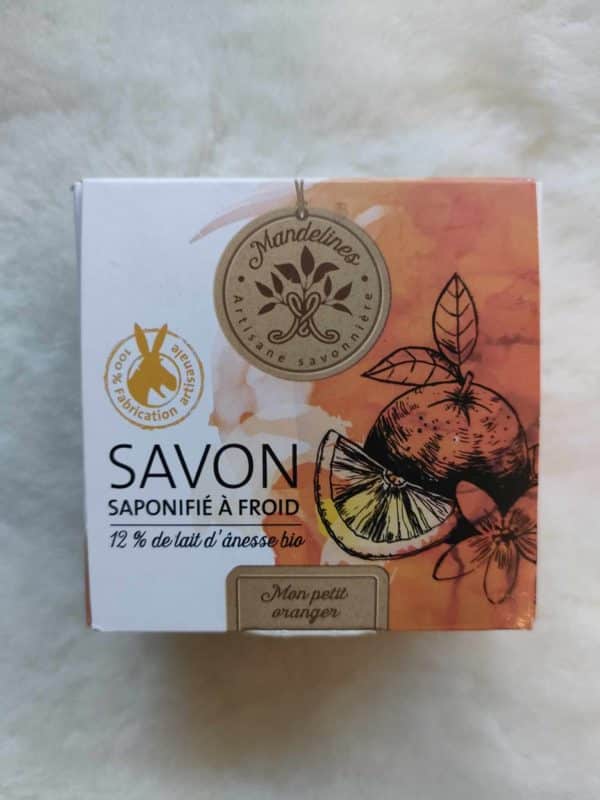 Mandelines
Artisane savonnière
100% Fabrication artisanale
SAVON
SAPONIFIÉ À FROID
12 % de lait d'ânesse bio
Mon petit
oranger